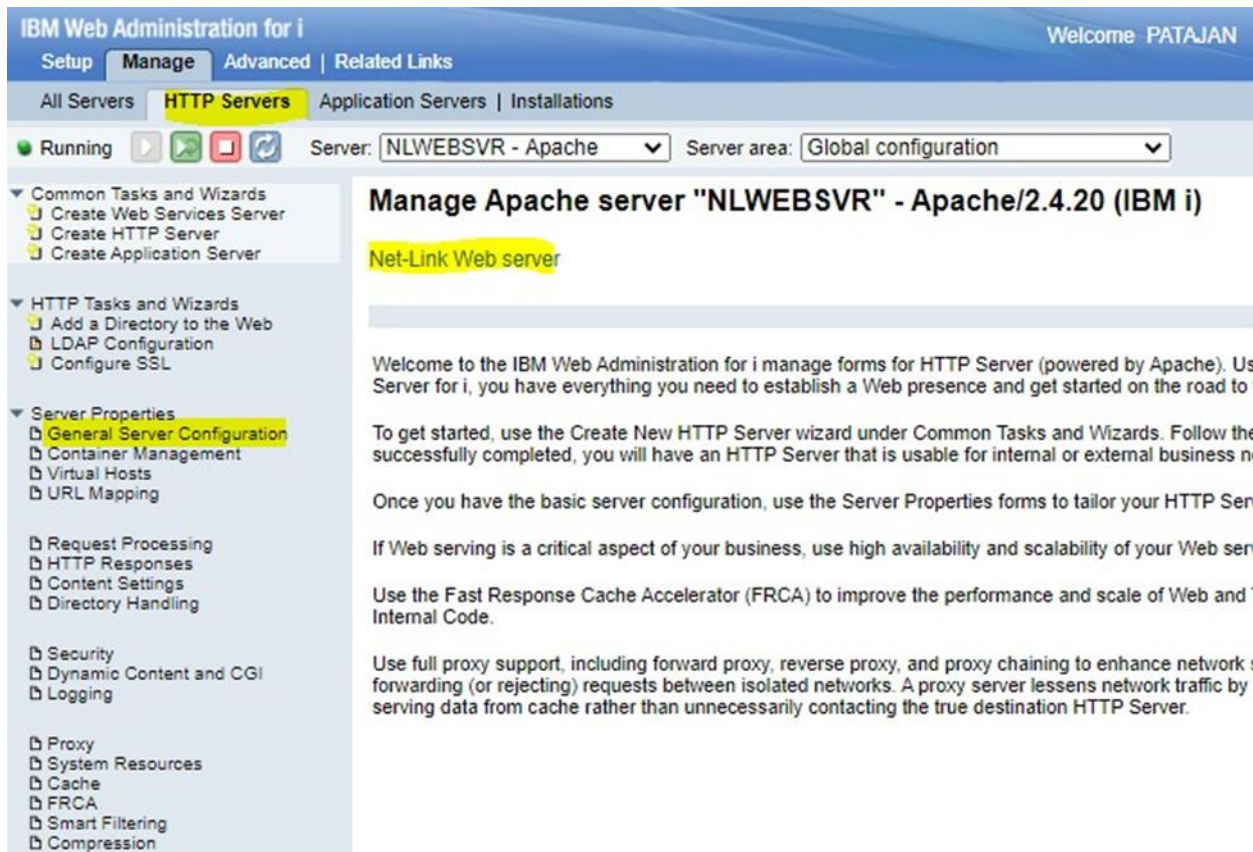 IBM Web Administration for i
Welcome PATAJAN
Setup Manage Advanced | Related Links
All Servers HTTP Servers Application Servers | Installations
Running Server: NLWEBSVR - Apache Server area: Global configuration
Common Tasks and Wizards
Create Web Services Server
Create HTTP Server
Create Application Server
HTTP Tasks and Wizards
Add a Directory to the Web
LDAP Configuration
Configure SSL
Server Properties
General Server Configuration
Container Management
Virtual Hosts
URL Mapping
Request Processing
HTTP Responses
Content Settings
Directory Handling
Security
Dynamic Content and CGI
Logging
Proxy
System Resources
Cache
FRCA
Smart Filtering
Compression
Manage Apache server "NLWEBSVR" - Apache/2.4.20 (IBM i)
Net-Link Web server
Welcome to the IBM Web Administration for i manage forms for HTTP Server (powered by Apache). Us
Server for i, you have everything you need to establish a Web presence and get started on the road to
To get started, use the Create New HTTP Server wizard under Common Tasks and Wizards. Follow the
successfully completed, you will have an HTTP Server that is usable for internal or external business n
Once you have the basic server configuration, use the Server Properties forms to tailor your HTTP Ser
If Web serving is a critical aspect of your business, use high availability and scalability of your Web ser
Use the Fast Response Cache Accelerator (FRCA) to improve the performance and scale of Web and
Internal Code.
Use full proxy support, including forward proxy, reverse proxy, and proxy chaining to enhance network
forwarding (or rejecting) requests between isolated networks. A proxy server lessens network traffic by
serving data from cache rather than unnecessarily contacting the true destination HTTP Server.